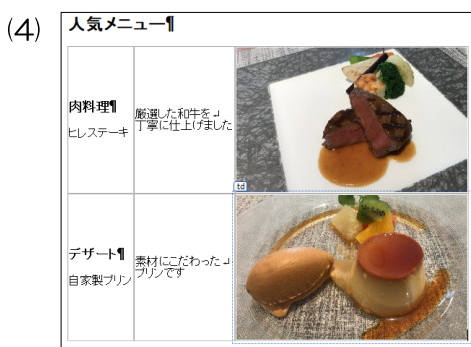 (4)
人気メニュー¶
肉料理¶
ヒレステーキ
厳選した和牛を↲
丁寧に仕上げました
td
デザート¶
自家製プリン
素材にこだわった↲
プリンです